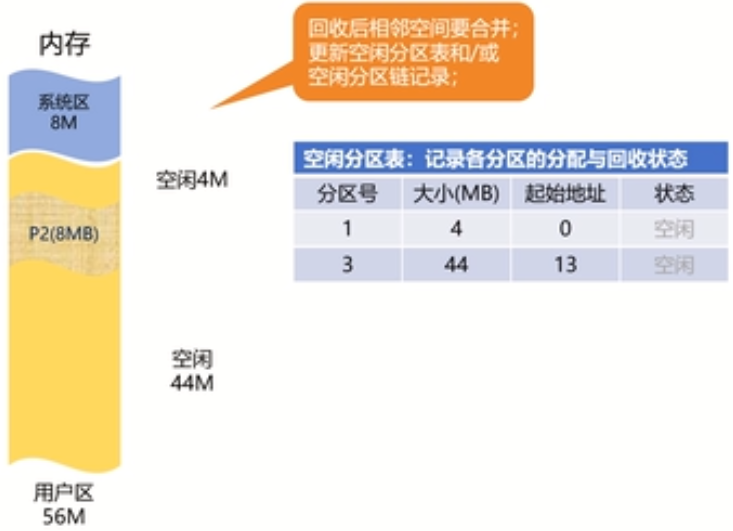 内存
回收后相邻空间要合并；
更新空闲分区表和/或
空闲分区链记录；
系统区
8M
空闲4M
P2(8MB)
空闲
44M
用户区
56M
空闲分区表：记录各分区的分配与回收状态
分区号 大小(MB) 起始地址 状态
1 4 0 空闲
3 44 13 空闲